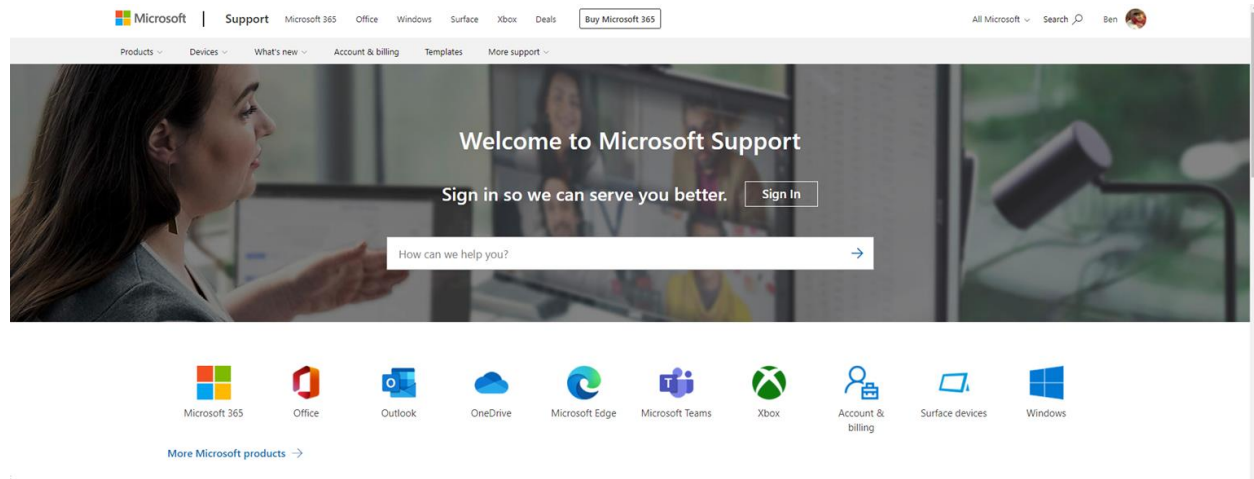 Microsoft Support Microsoft 365 Office Windows Surface Xbox Deals Buy Microsoft 365 All Microsoft Search Ben
Products Devices What's new Account & billing Templates More support
Welcome to Microsoft Support
Sign in so we can serve you better. Sign In
How can we help you?
Microsoft 365 Office Outlook OneDrive Microsoft Edge Microsoft Teams Xbox Account & Surface devices Windows
billing
More Microsoft products